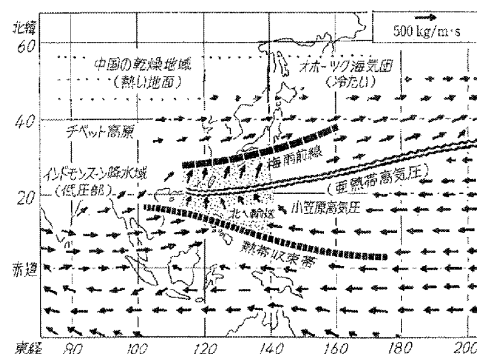 北緯
60
40
20
赤道
東経
500 kg/m·s
中国の乾燥地域
(熱い地面)
オホーツク海気団
(冷たい)
チベット高原
梅雨前線
インドモンスーン降水域
(低圧部)
(亜熱帯高気圧)
北へ輸送
小笠原高気圧
熱帯収束帯
80
100
120
140
160
180
200